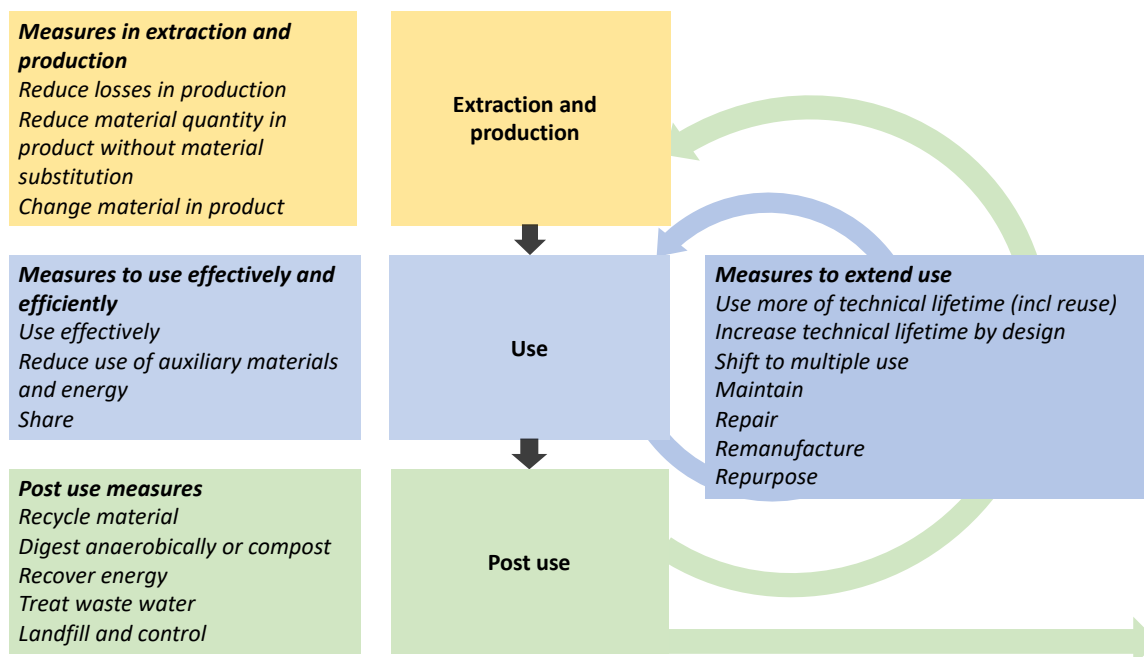 Measures in extraction and
production
Reduce losses in production
Reduce material quantity in
product without material
substitution
Change material in product
Extraction and
production
Measures to use effectively and
efficiently
Use effectively
Reduce use of auxiliary materials
and energy
Share
Use
Measures to extend use
Use more of technical lifetime (incl reuse)
Increase technical lifetime by design
Shift to multiple use
Maintain
Repair
Remanufacture
Repurpose
Post use measures
Recycle material
Digest anaerobically or compost
Recover energy
Treat waste water
Landfill and control
Post use